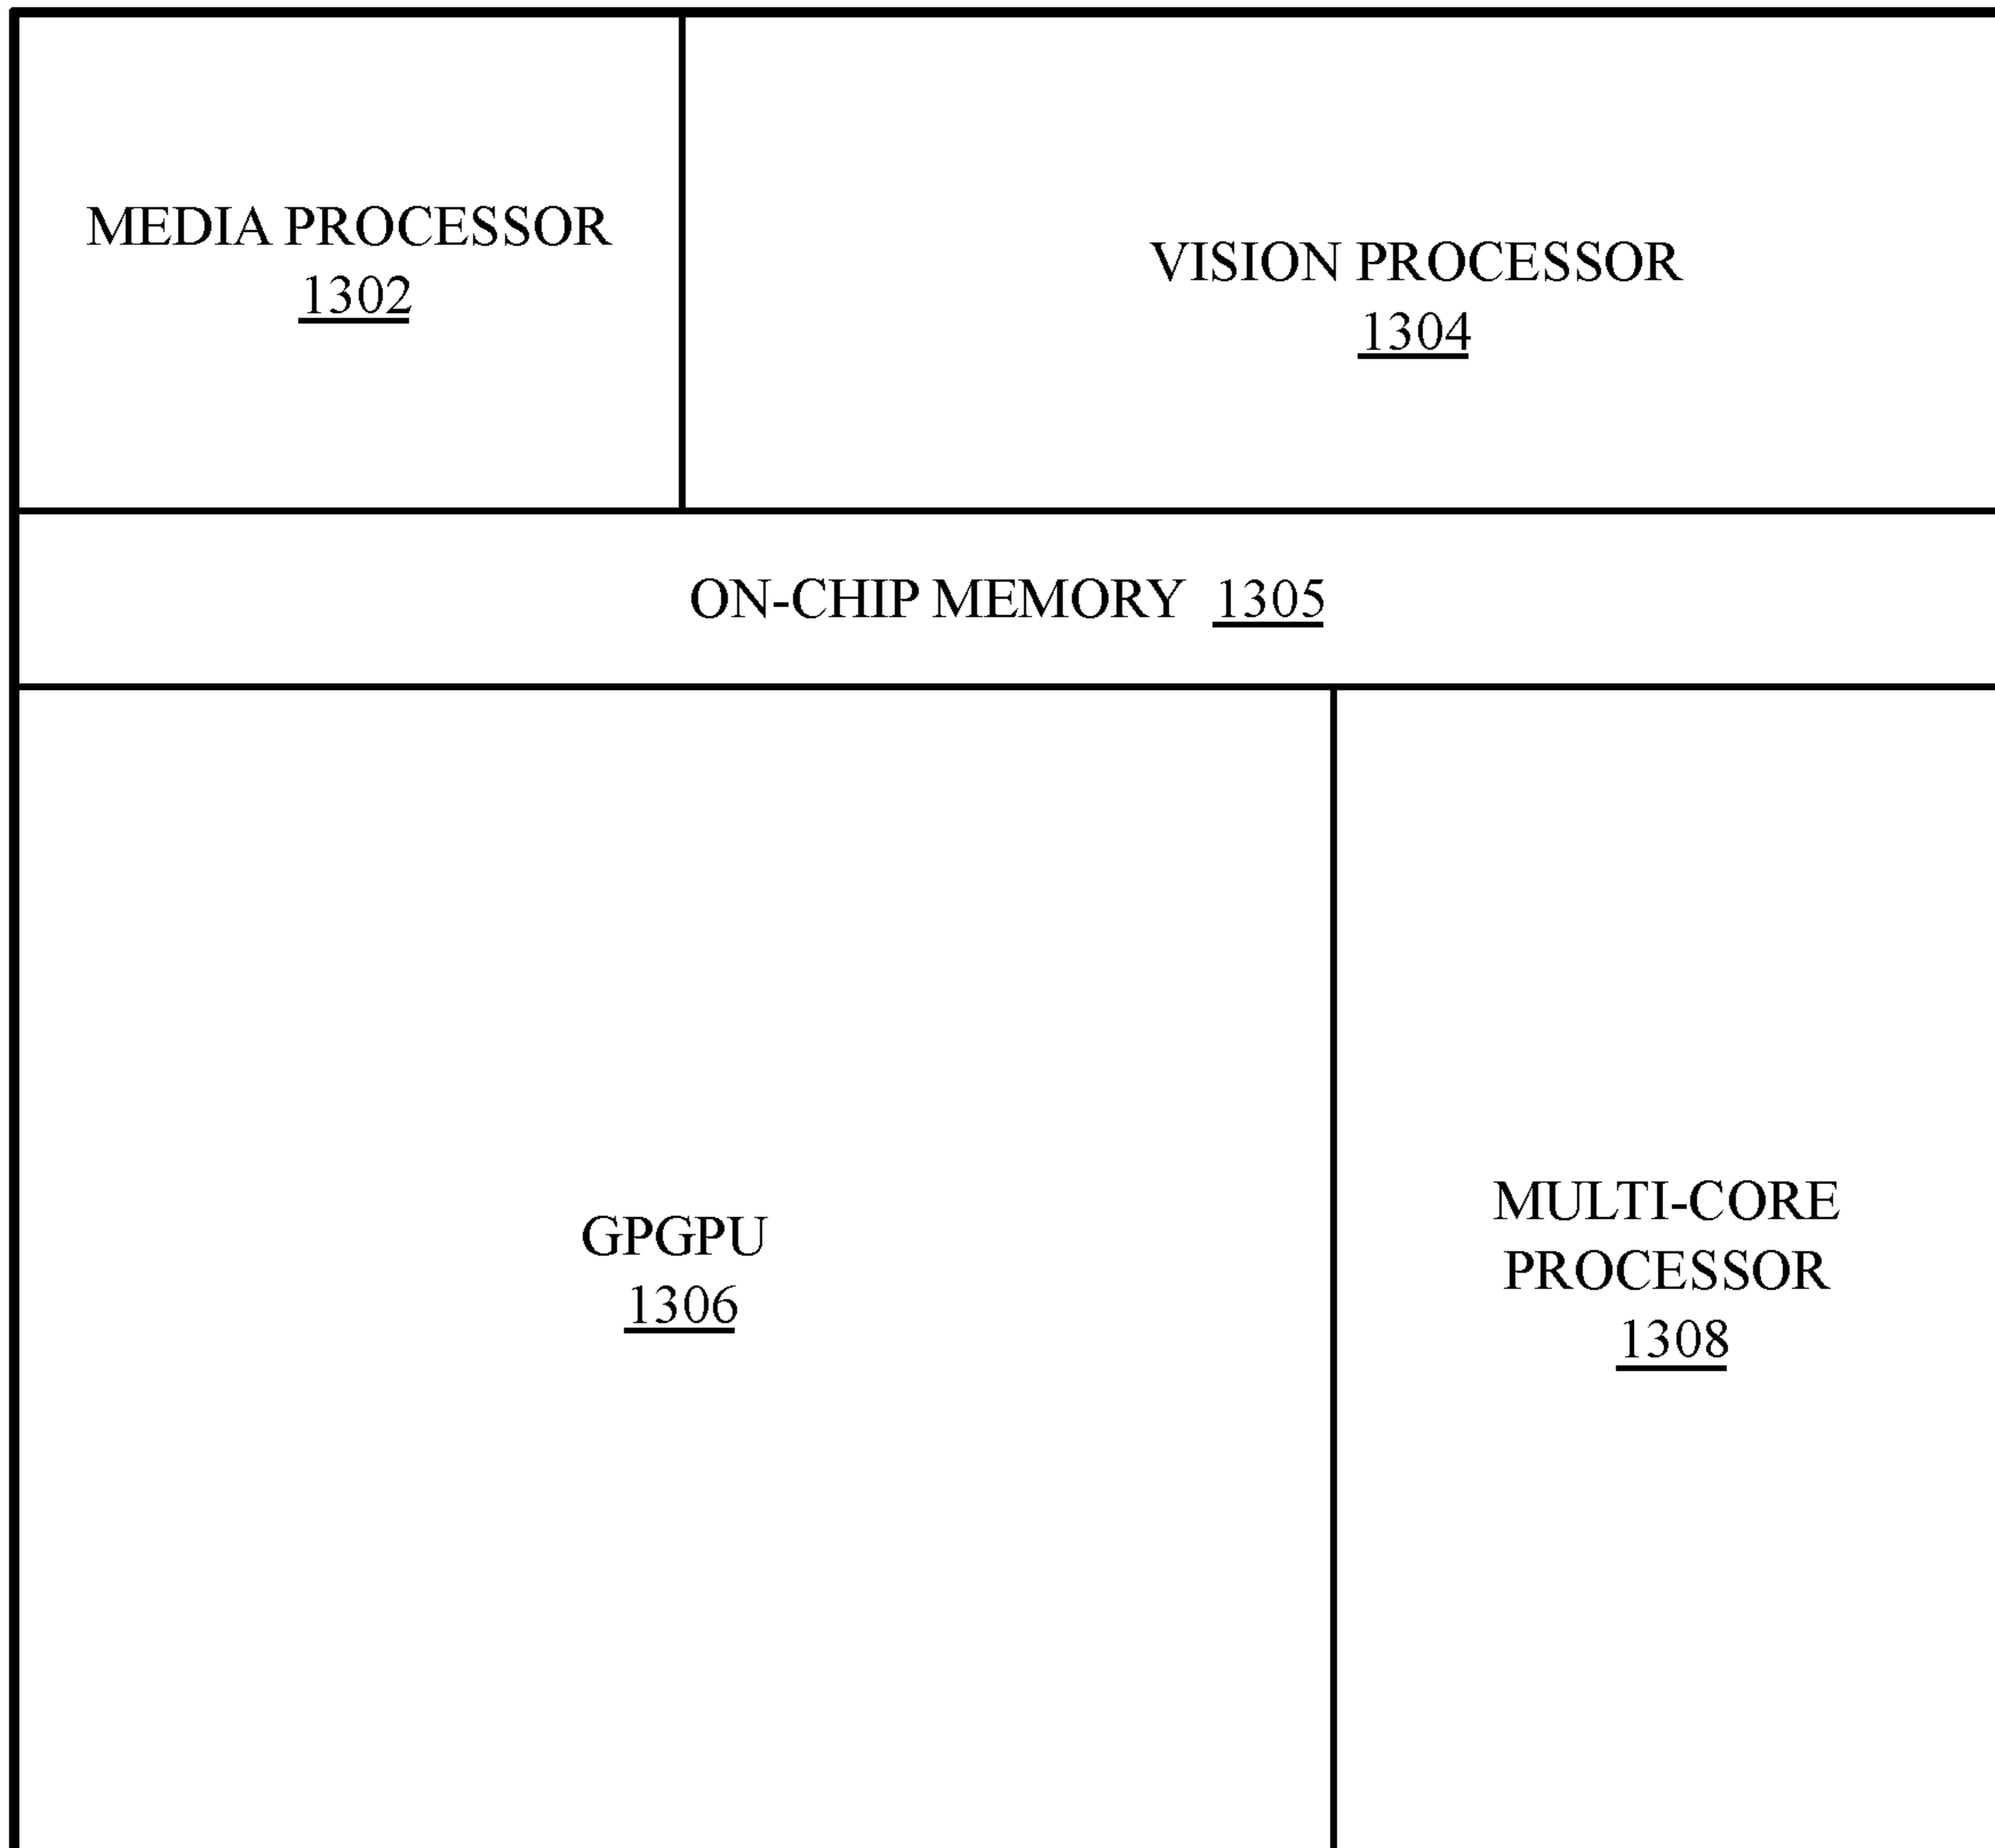 MEDIA PROCESSOR
1302
VISION PROCESSOR
1304
ON-CHIP MEMORY 1305
GPGPU
1306
MULTI-CORE
PROCESSOR
1308